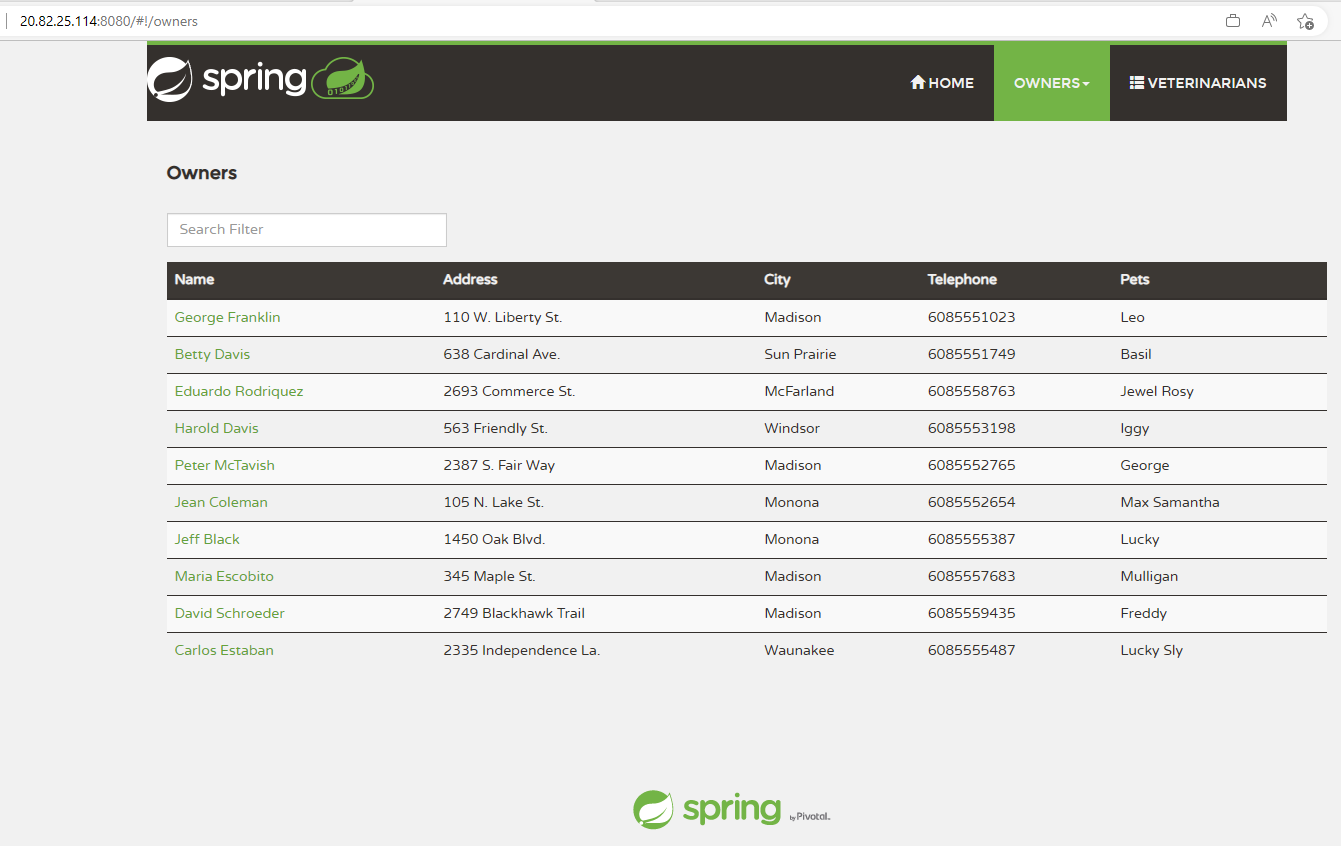 20.82.25.114:8080/#!/owners
spring
HOME OWNERS VETERINARIANS
Owners
Search Filter
Name Address City Telephone Pets
George Franklin 110 W. Liberty St. Madison 6085551023 Leo
Betty Davis 638 Cardinal Ave. Sun Prairie 6085551749 Basil
Eduardo Rodriquez 2693 Commerce St. McFarland 6085558763 Jewel Rosy
Harold Davis 563 Friendly St. Windsor 6085553198 Iggy
Peter McTavish 2387 S. Fair Way Madison 6085552765 George
Jean Coleman 105 N. Lake St. Monona 6085552654 Max Samantha
Jeff Black 1450 Oak Blvd. Monona 6085555387 Lucky
Maria Escobito 345 Maple St. Madison 6085557683 Mulligan
David Schroeder 2749 Blackhawk Trail Madison 6085559435 Freddy
Carlos Estaban 2335 Independence La. Waunakee 6085555487 Lucky Sly
spring by Pivotal.